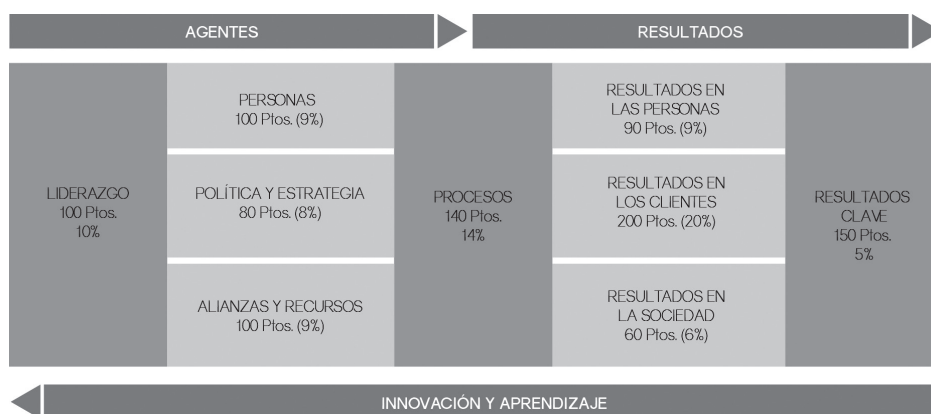 AGENTES
RESULTADOS
LIDERAZGO
100 Ptos.
10%
PERSONAS
100 Ptos. (9%)
POLÍTICA Y ESTRATEGIA
80 Ptos. (8%)
ALIANZAS Y RECURSOS
100 Ptos. (9%)
PROCESOS
140 Ptos.
14%
RESULTADOS EN
LAS PERSONAS
90 Ptos. (9%)
RESULTADOS EN
LOS CLIENTES
200 Ptos. (20%)
RESULTADOS EN
LA SOCIEDAD
60 Ptos. (6%)
RESULTADOS
CLAVE
150 Ptos.
5%
INNOVACIÓN Y APRENDIZAJE